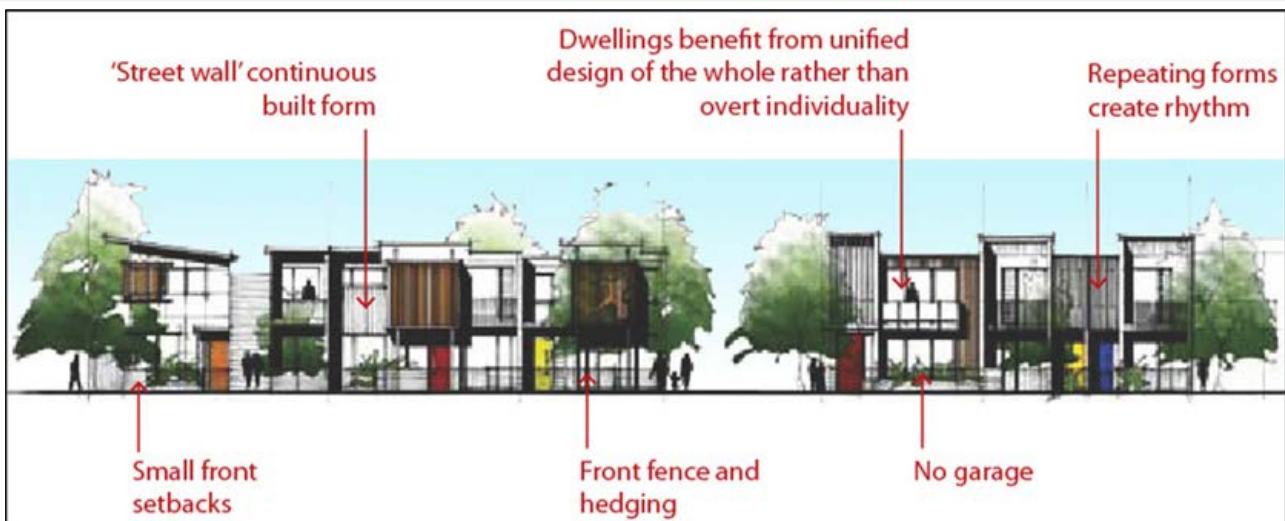 Dwellings benefit from unified
design of the whole rather than
overt individuality
'Street wall' continuous
built form
Repeating forms
create rhythm
Small front
setbacks
Front fence and
hedging
No garage